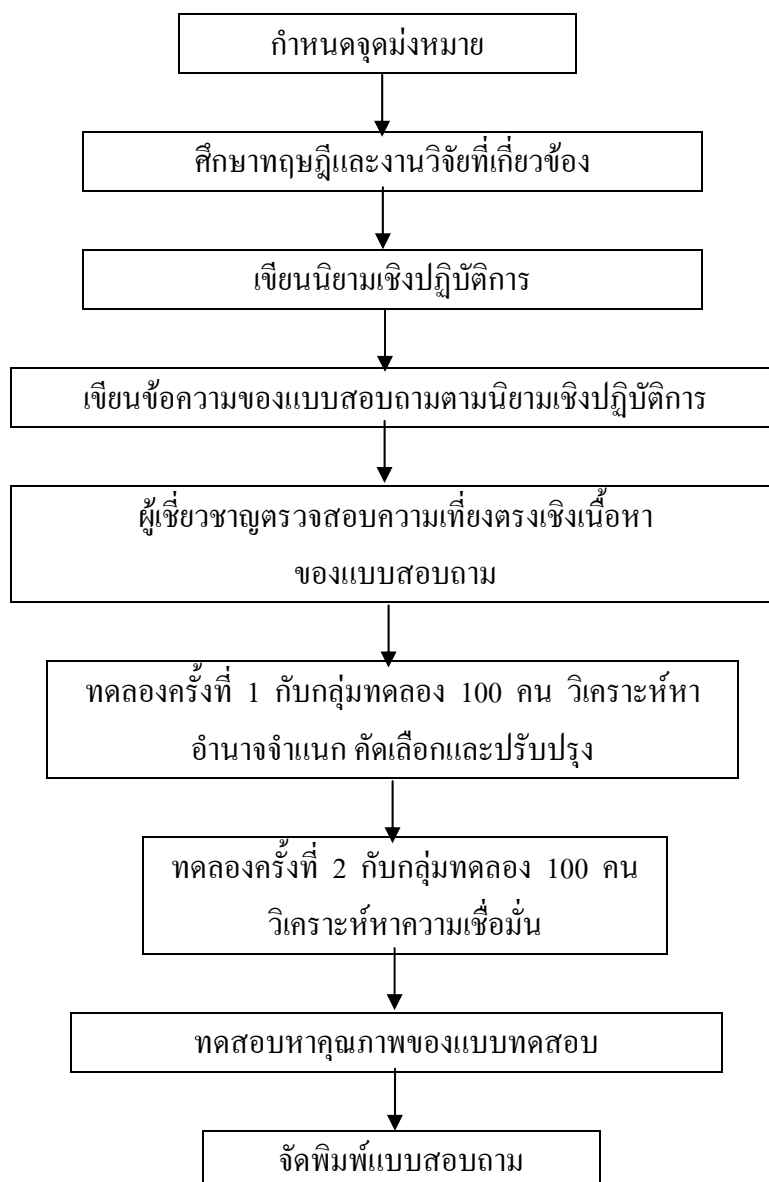 กำหนดจุดม่งหมาย
ศึกษาทฤษฎีและงานวิจัยที่เกี่ยวข้อง
เขียนนิยามเชิงปฏิบัติการ
เขียนข้อความของแบบสอบถามตามนิยามเชิงปฏิบัติการ
ผู้เชี่ยวชาญตรวจสอบความเที่ยงตรงเชิงเนื้อหา
ของแบบสอบถาม
ทดลองครั้งที่ 1 กับกลุ่มทดลอง 100 คน วิเคราะห์หา
อำนาจจำแนก คัดเลือกและปรับปรุง
ทดลองครั้งที่ 2 กับกลุ่มทดลอง 100 คน
วิเคราะห์หาความเชื่อมั่น
ทดสอบหาคุณภาพของแบบทดสอบ
จัดพิมพ์แบบสอบถาม